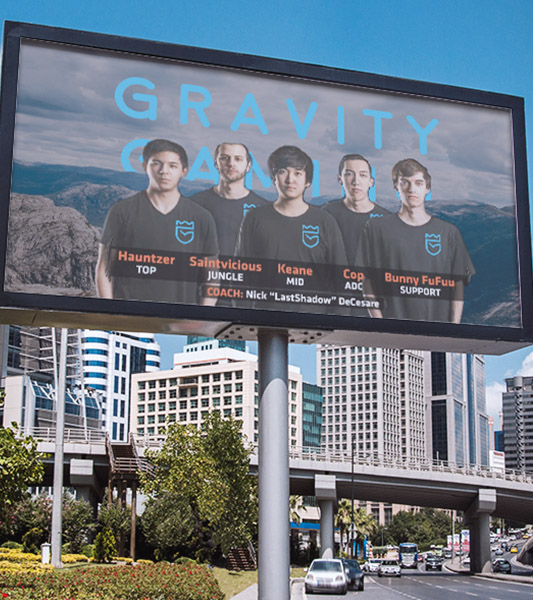 GRAVITY
Hauntzer
TOP
Saintvicious
JUNGLE
Keane
MID
Cop
ADC
Bunny FuFuu
SUPPORT
COACH: Nick "LastShadow" DeCesare